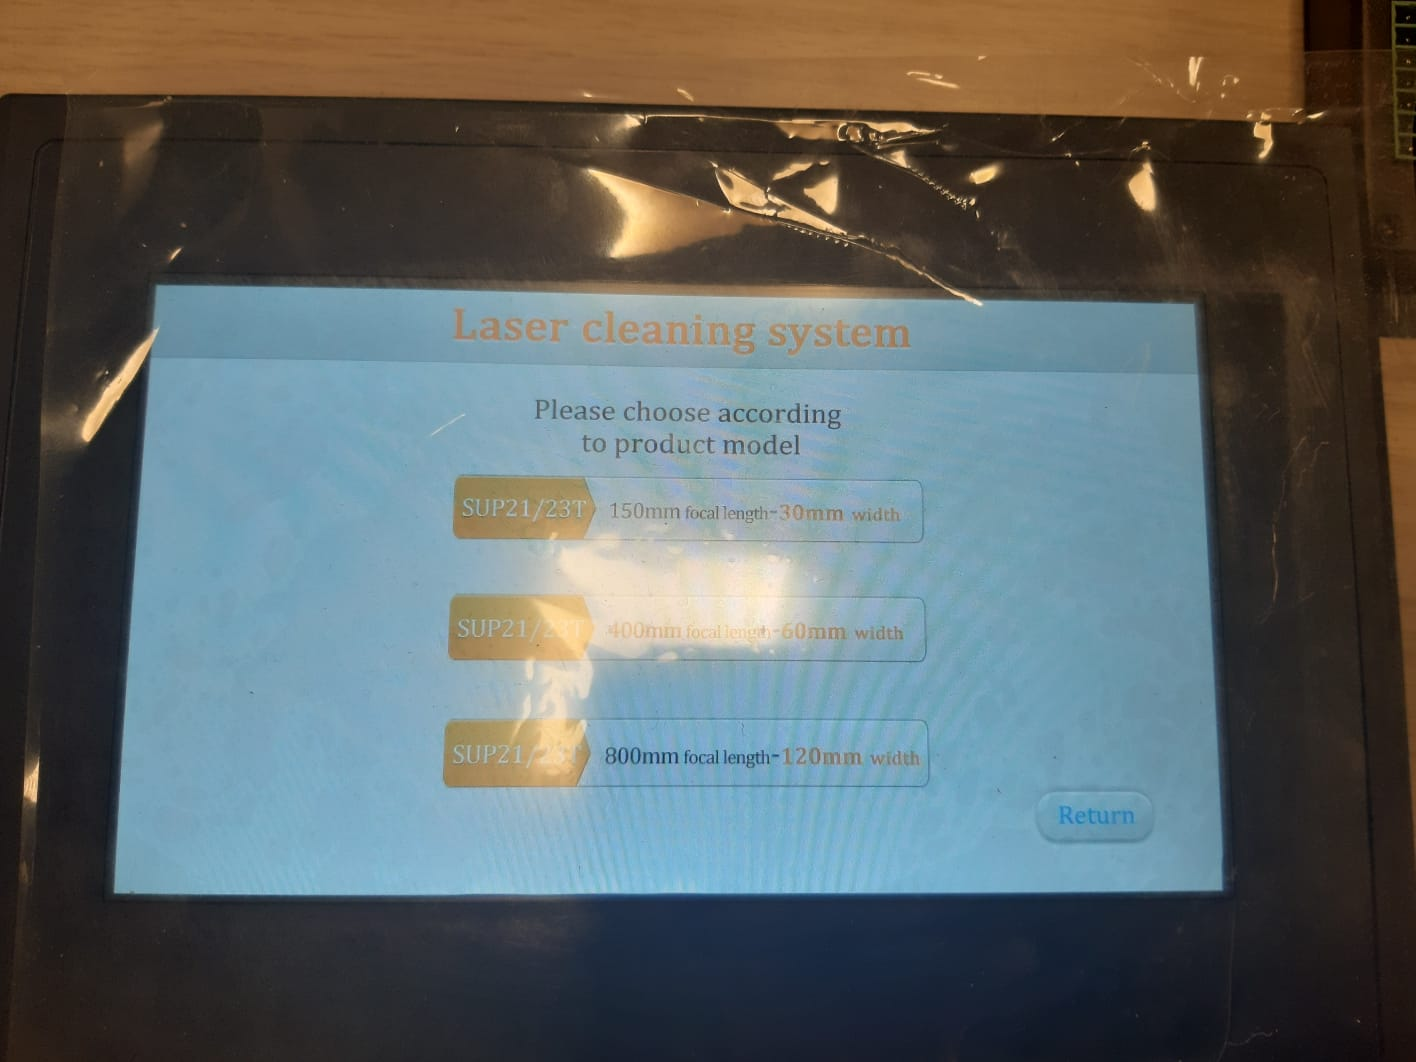 Laser cleaning system
Please choose according
to product model
SUP21/23T 150mm focal length-30mm width
SUP21/23T 400mm focal length-60mm width
SUP21/23T 800mm focal length-120mm width
Return